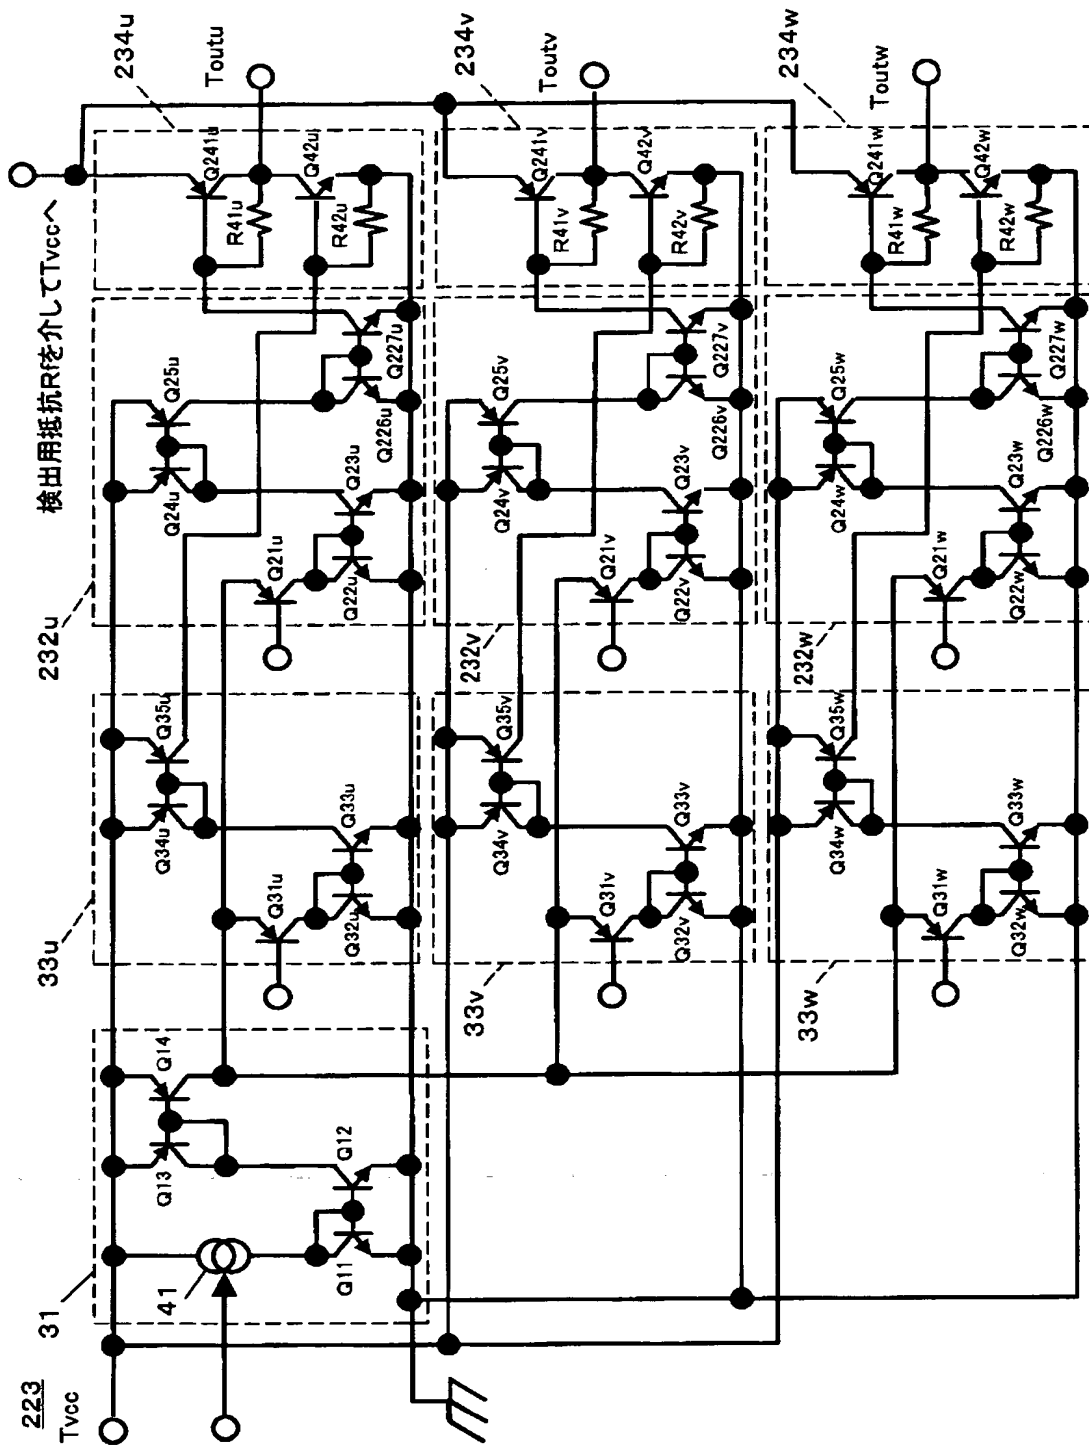 223
Tvcc
31
41
Q13
Q14
Q11
Q12
33u
Q34u
Q35u
Q31u
Q32u
Q33u
232u
Q24u
Q25u
Q21u
Q22u
Q23u
Q226u
Q227u
検出用抵抗Rfを介してTvccへ
234u
Toutu
Q241u
R41u
Q42u
R42u
33v
Q34v
Q35v
Q31v
Q32v
Q33v
232v
Q24v
Q25v
Q21v
Q22v
Q23v
Q226v
Q227v
234v
Toutv
Q241v
R41v
Q42v
R42v
33w
Q34w
Q35w
Q31w
Q32w
Q33w
232w
Q24w
Q25w
Q21w
Q22w
Q23w
Q226w
Q227w
234w
Toutw
Q241w
R41w
Q42w
R42w